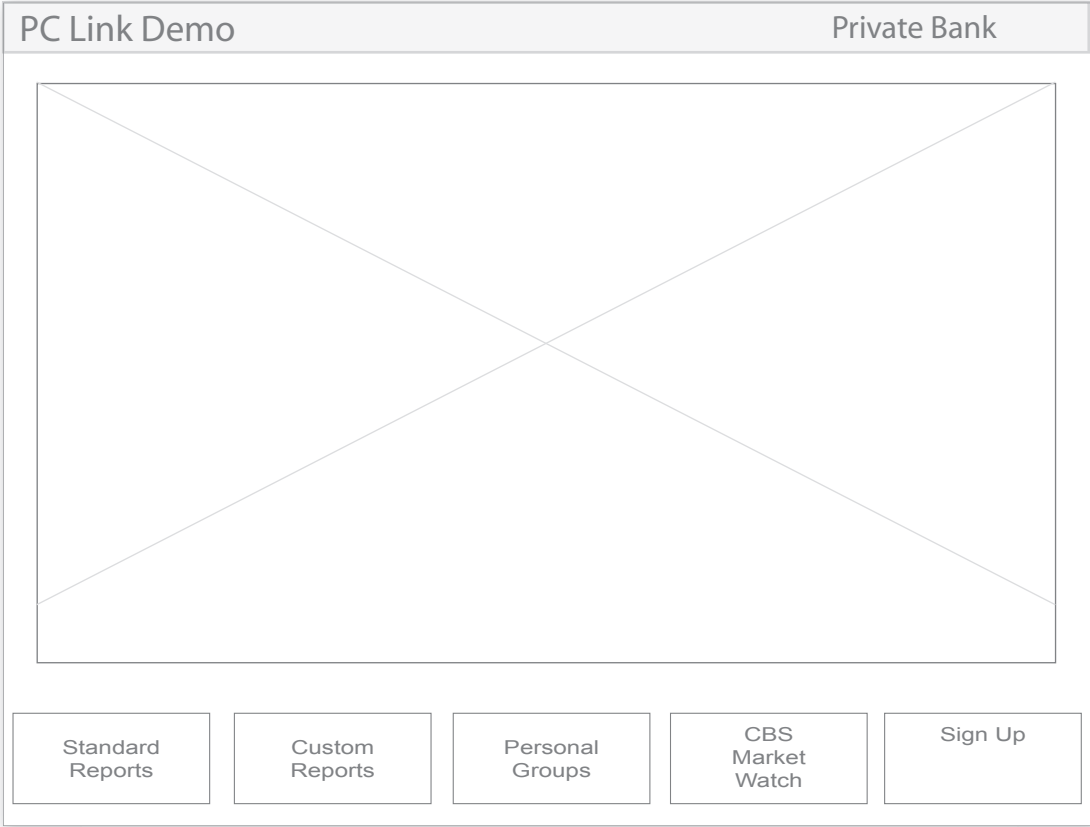 PC Link Demo
Private Bank
Standard
Reports
Custom
Reports
Personal
Groups
CBS
Market
Watch
Sign Up